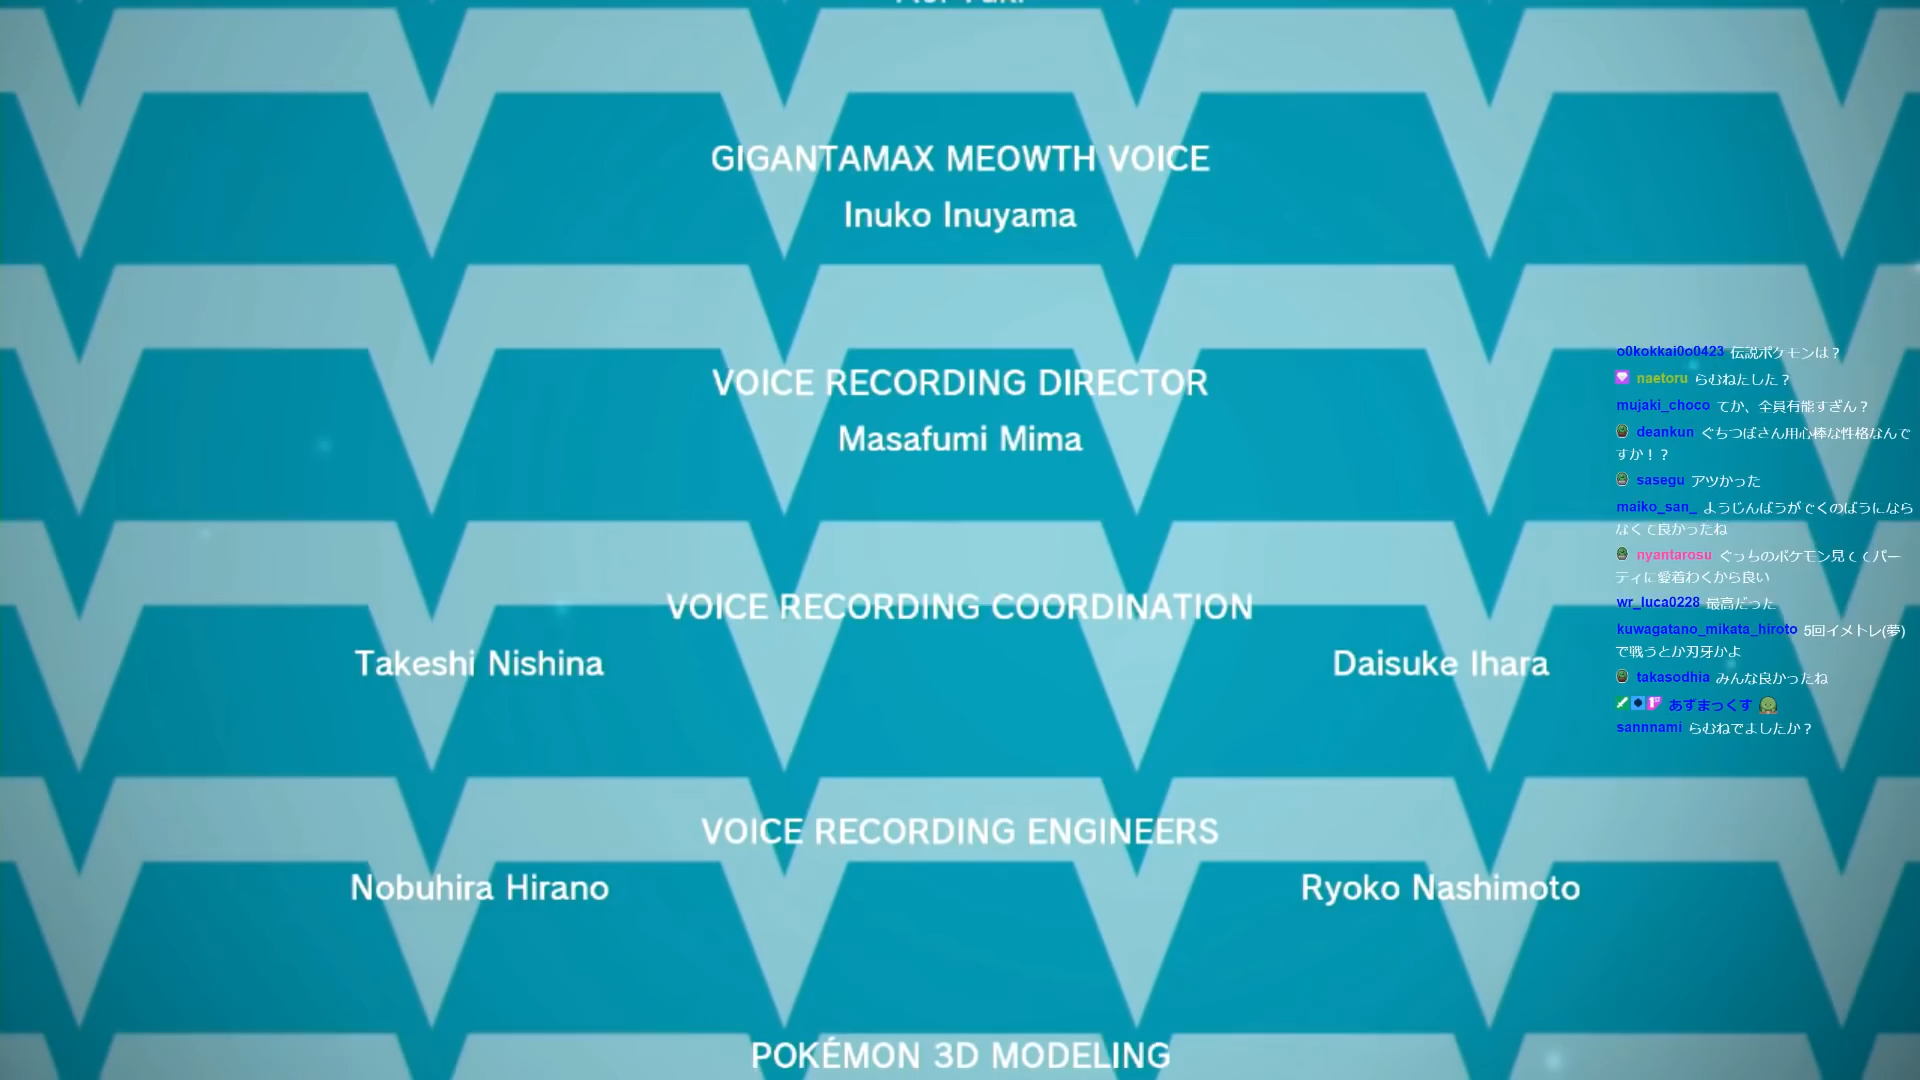 GIGANTAMAX MEOWTH VOICE
Inuko Inuyama
VOICE RECORDING DIRECTOR
Masafumi Mima
VOICE RECORDING COORDINATION
Takeshi Nishina
Daisuke Ihara
VOICE RECORDING ENGINEERS
Nobuhira Hirano
Ryoko Nashimoto
POKÉMON 3D MODELING
o0kokkai0o0423 伝説ポケモンは？
naetoru らむねたした？
mujaki_choco てか、全員有能すぎん？
deankun ぐちつぼさん用心棒な性格なんで
すか！？
sasegu アツかった
maiko_san_ ようじんぼうがでくのぼうになら
なくて良かったね
nyantarosu ぐっちのポケモン見ててパー
ティに愛着わくから良い
wr_luca0228 最高だった
kuwagatano_mikata_hiroto 5回イメトレ(夢)
で戦うとか刃牙かよ
takasodhia みんな良かったね
あずまっくす
sannnami らむねでよしたか？